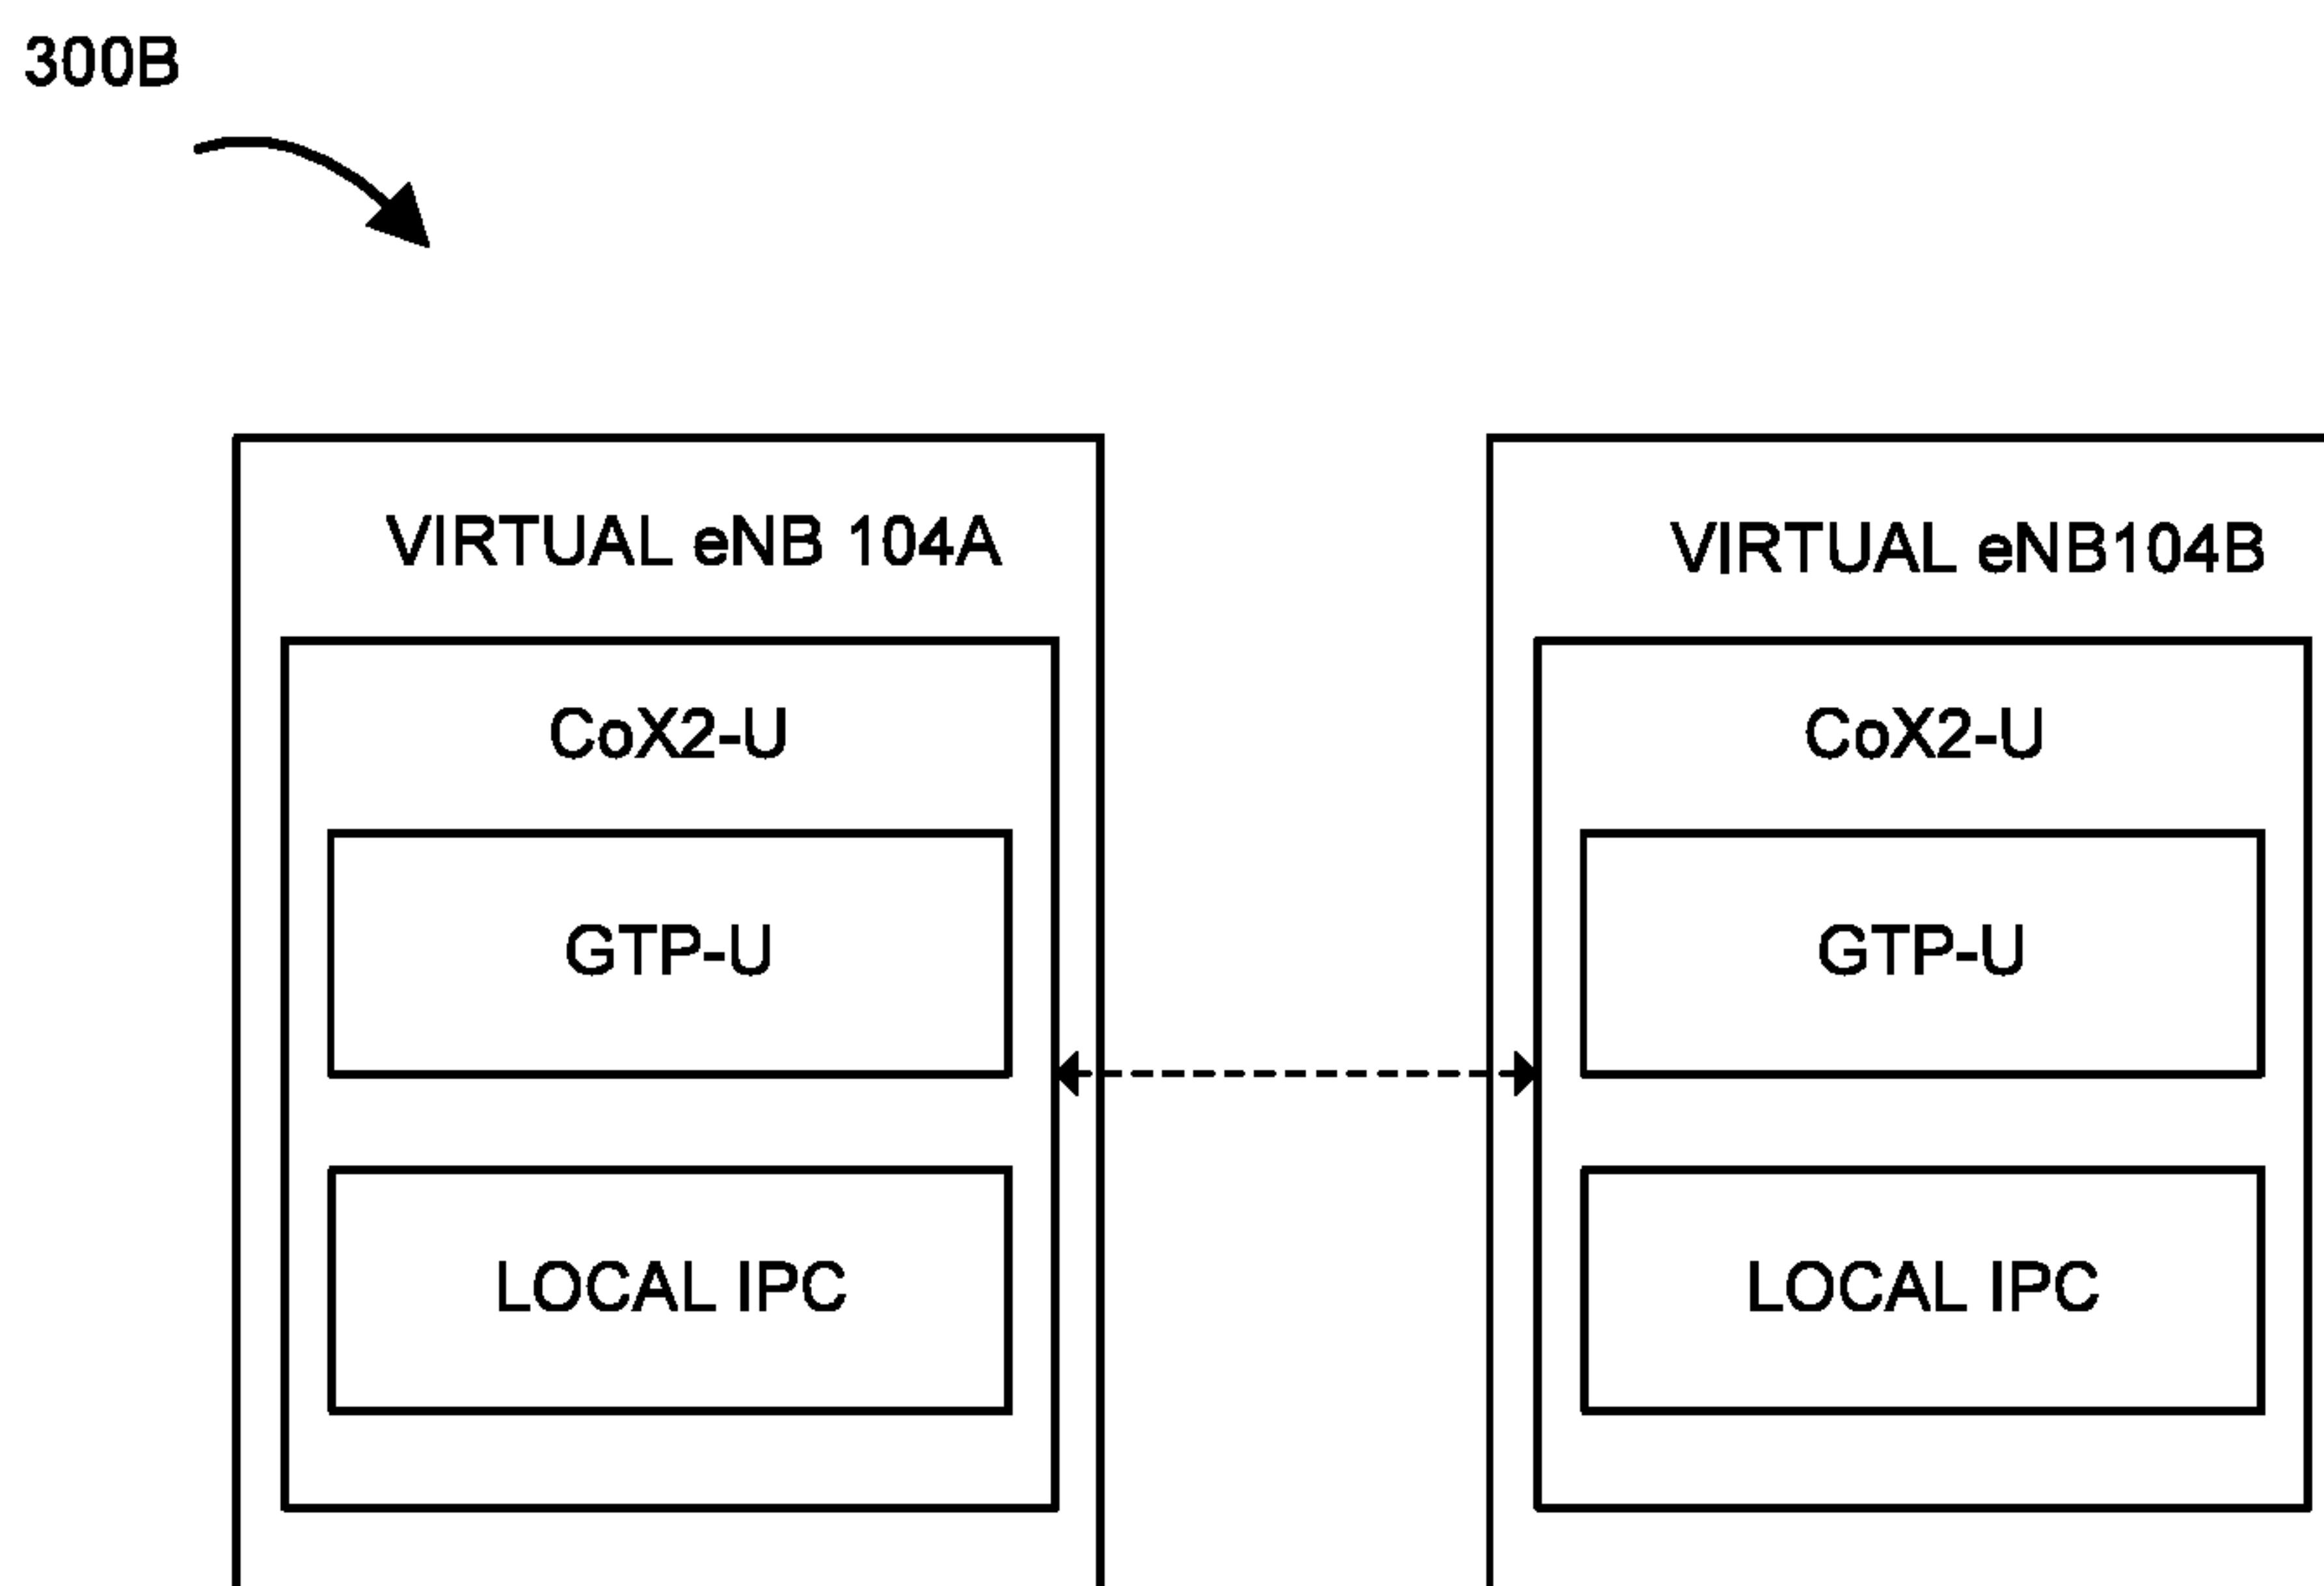 300B
VIRTUAL eNB 104A
CoX2-U
GTP-U
LOCAL IPC
VIRTUAL eNB104B
CoX2-U
GTP-U
LOCAL IPC